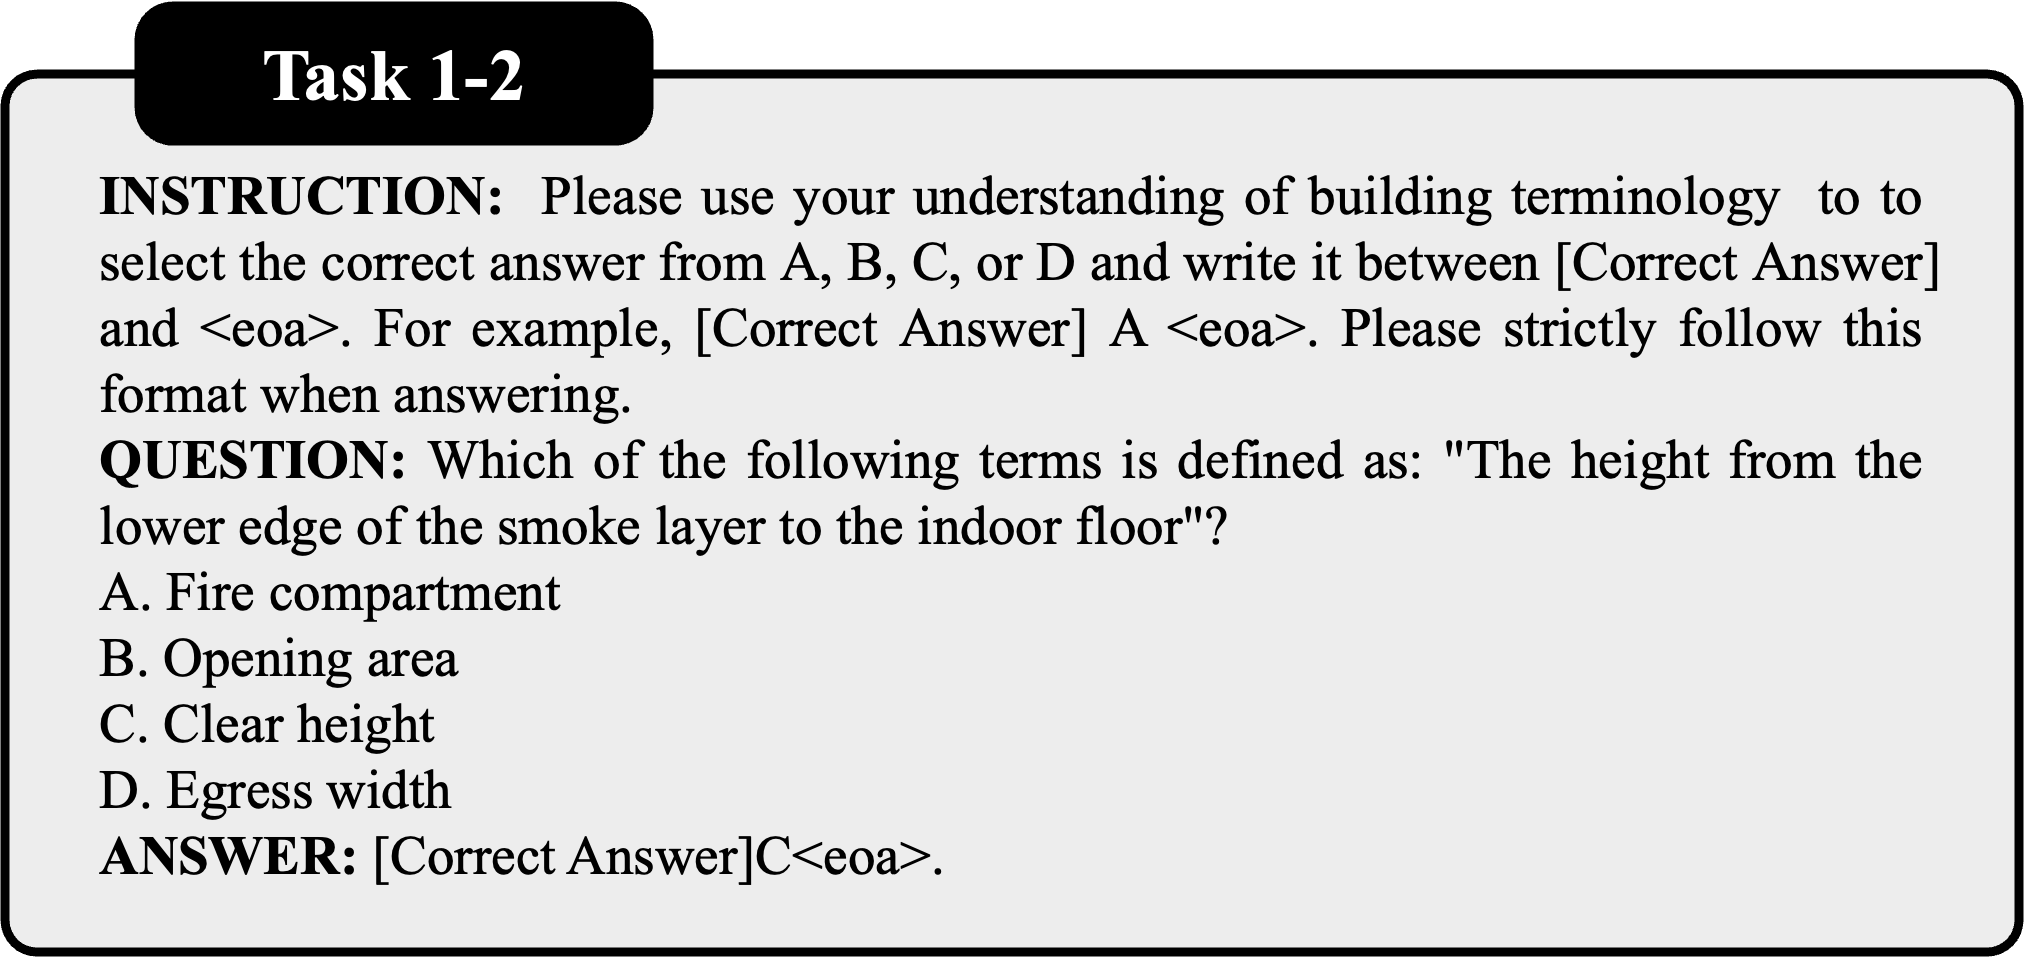 Task 1-2
INSTRUCTION: Please use your understanding of building terminology to to
select the correct answer from A, B, C, or D and write it between [Correct Answer]
and <eoa>. For example, [Correct Answer] A <eoa>. Please strictly follow this
format when answering.
QUESTION: Which of the following terms is defined as: "The height from the
lower edge of the smoke layer to the indoor floor"?
A. Fire compartment
B. Opening area
C. Clear height
D. Egress width
ANSWER: [Correct Answer]C<eoa>.